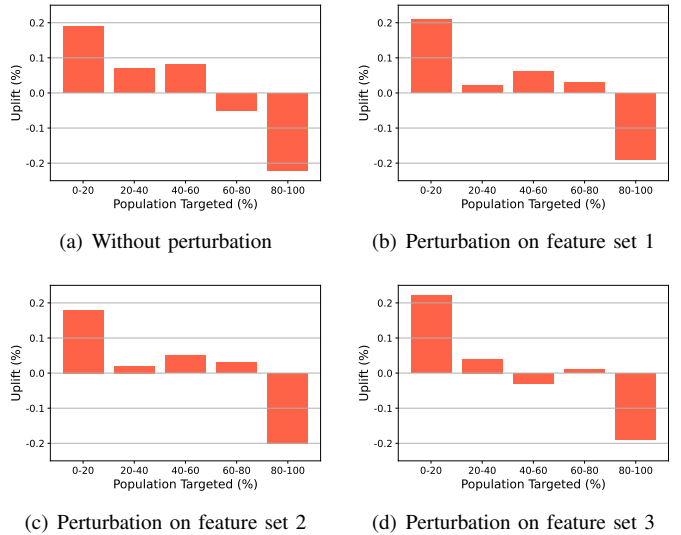 0.2
0.1
0.0
-0.1
-0.2
Uplift (%)
0-20 20-40 40-60 60-80 80-100
Population Targeted (%)
(a) Without perturbation
0.2
0.1
0.0
-0.1
-0.2
Uplift (%)
0-20 20-40 40-60 60-80 80-100
Population Targeted (%)
(b) Perturbation on feature set 1
0.2
0.1
0.0
-0.1
-0.2
Uplift (%)
0-20 20-40 40-60 60-80 80-100
Population Targeted (%)
(c) Perturbation on feature set 2
0.2
0.1
0.0
-0.1
-0.2
Uplift (%)
0-20 20-40 40-60 60-80 80-100
Population Targeted (%)
(d) Perturbation on feature set 3